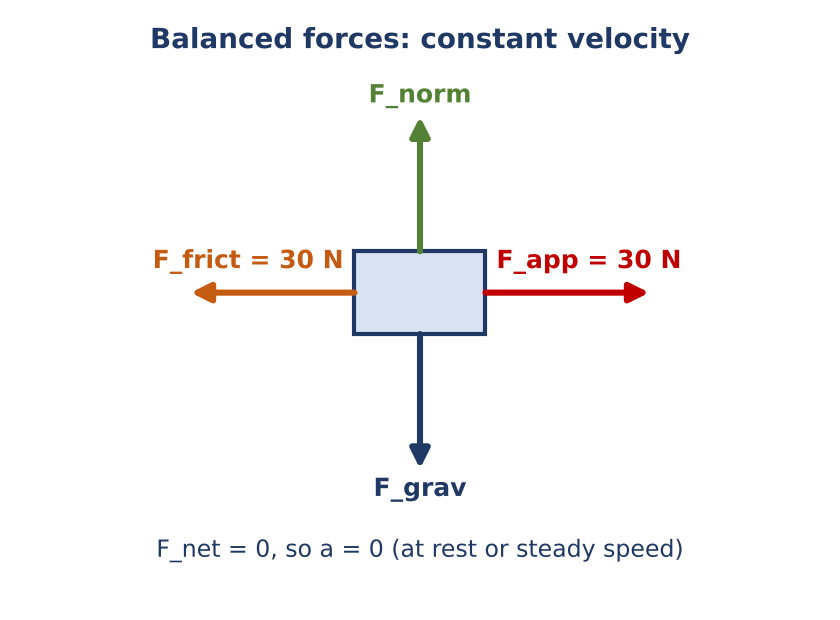 Balanced forces: constant velocity
F_norm
F_frict = 30 N
F_app = 30 N
F_grav
F_net = 0, so a = 0 (at rest or steady speed)